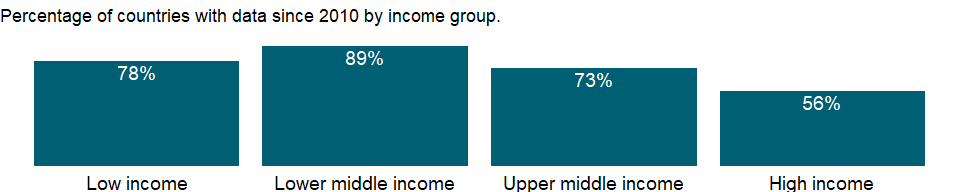 Percentage of countries with data since 2010 by income group.
78%
89%
73%
56%
Low income
Lower middle income
Upper middle income
High income